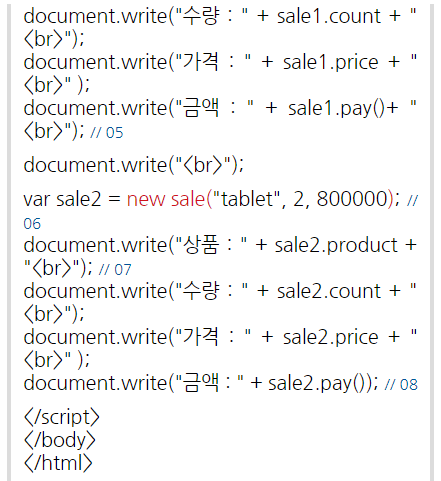 document.write("수량 : " + sale1.count + "
<br>");
document.write("가격 : " + sale1.price + "
<br>" );
document.write("금액 : " + sale1.pay()+ "
<br>"); // 05
document.write("<br>");
var sale2 = new sale("tablet", 2, 800000); //
06
document.write("상품 : " + sale2.product +
"<br>"); // 07
document.write("수량 : " + sale2.count + "
<br>");
document.write("가격 : " + sale2.price + "
<br>" );
document.write("금액 : " + sale2.pay()); // 08
</script>
</body>
</html>